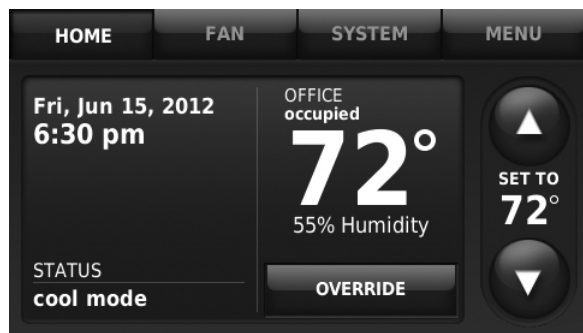 HOME FAN SYSTEM MENU
Fri, Jun 15, 2012
6:30 pm
STATUS
cool mode
OFFICE
occupied
72°
55% Humidity
OVERRIDE
SET TO
72°